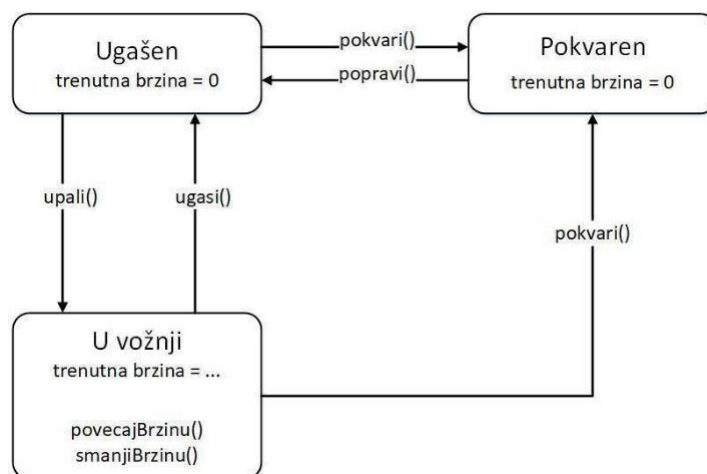 Ugašen
trenutna brzina = 0
pokvari()
popravi()
Pokvaren
trenutna brzina = 0
upali()
ugasi()
pokvari()
U vožnji
trenutna brzina = ...
povecajBrzinu()
smanjiBrzinu()